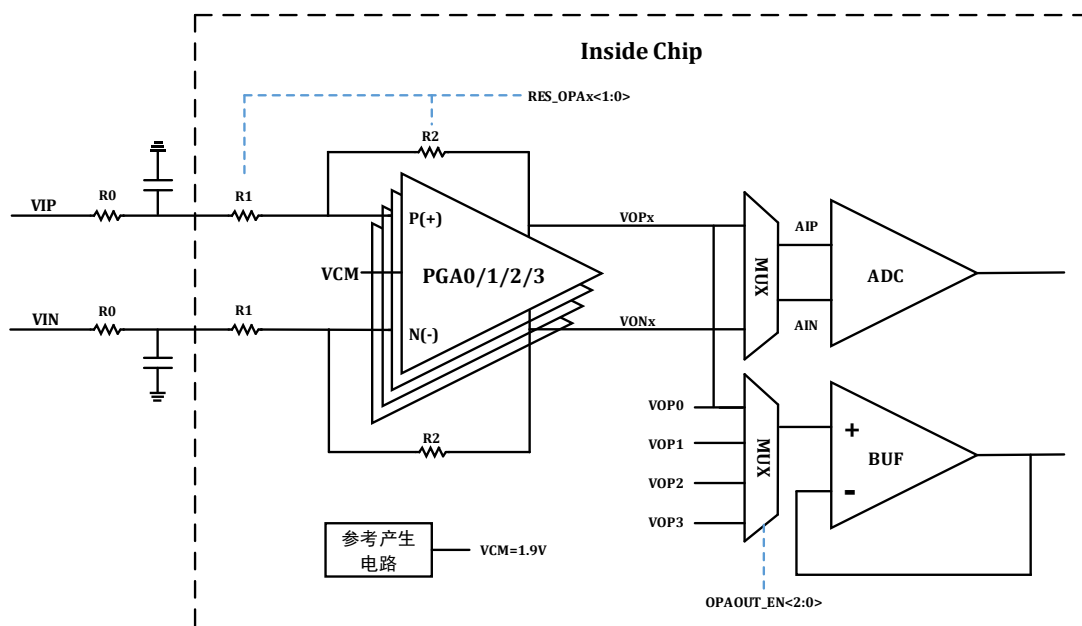 Inside Chip
RES_OPAx<1:0>
R2
R0
R1
VIP
P(+)
VOPx
AIP
VCM
PGA0/1/2/3
MUX
ADC
R0
R1
VIN
N(-)
VONx
AIN
R2
VOP0
VOP1
VOP2
VOP3
MUX
+
BUF
-
参考产生
电路
VCM=1.9V
OPAOUT_EN<2:0>